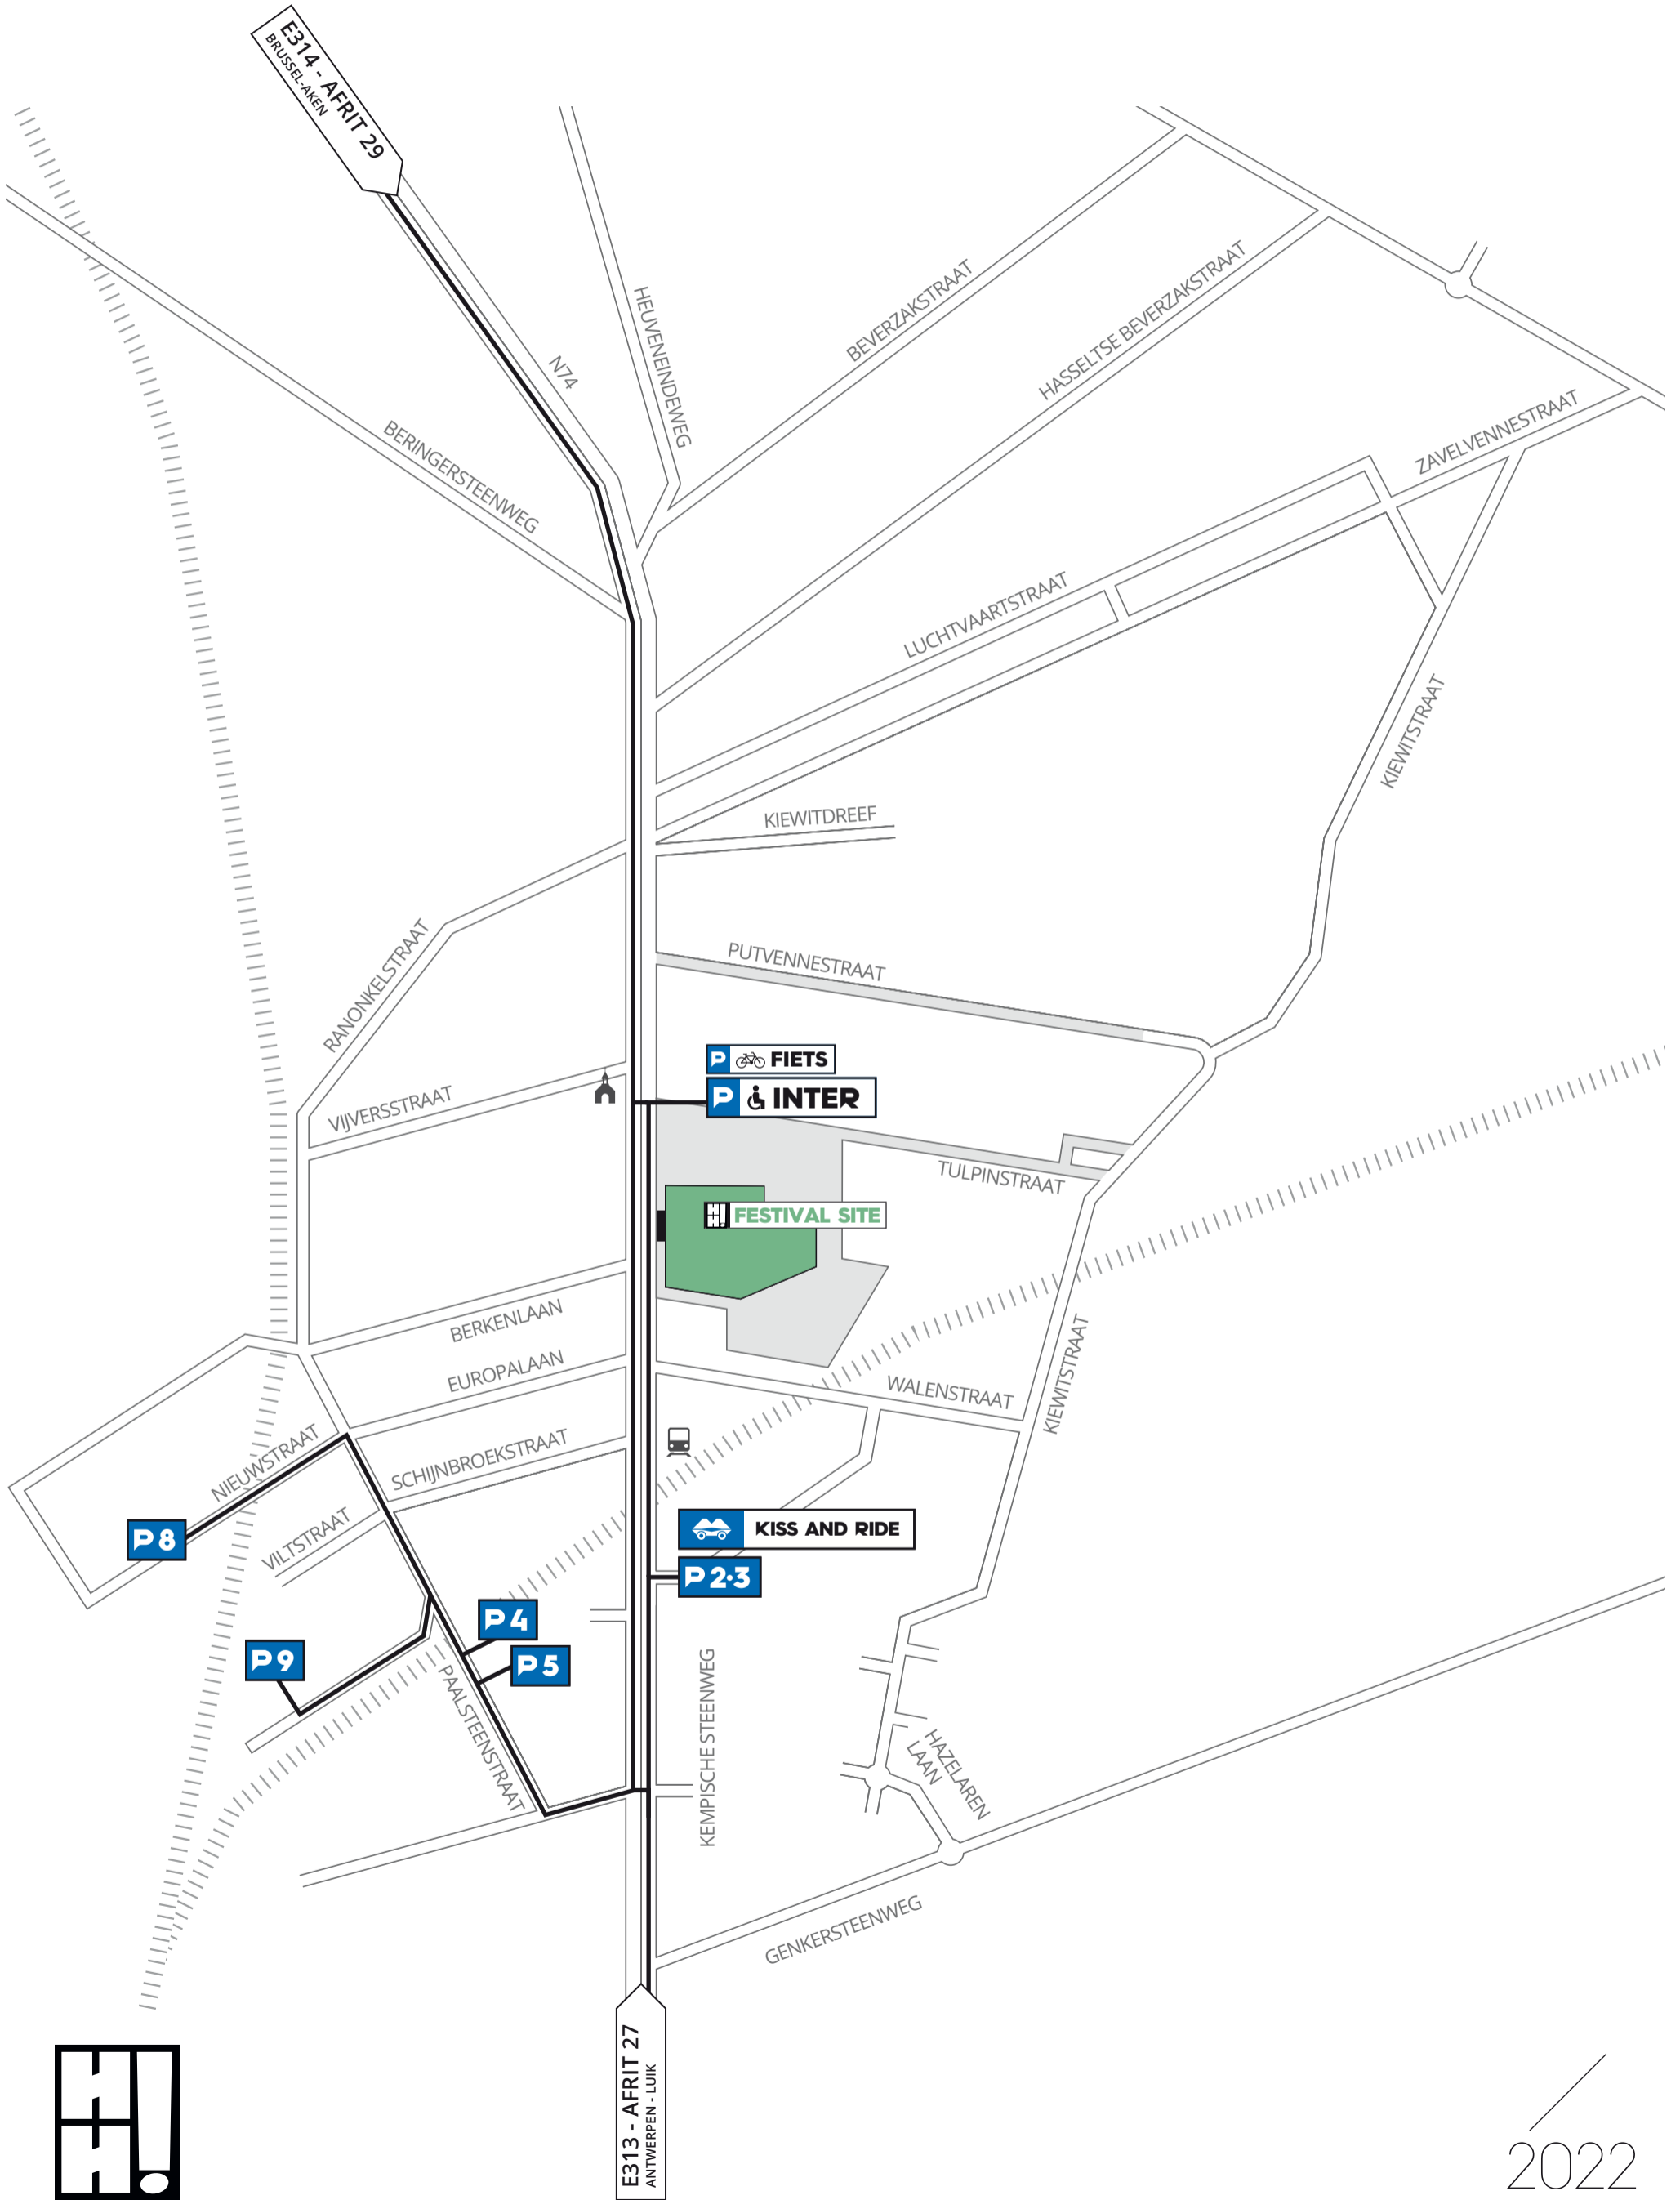 E314 - AFRIT 29
BRUSSEL-AKEN
N74
HEUVENEINDEWEG
BEVERZAKSTRAAT
HASSELTSE BEVERZAKSTRAAT
ZAVELVENNESTRAAT
BERINGERSTEENWEG
LUCHTVAARTSTRAAT
KIEWITSTRAAT
KIEWITDREEF
RANONKELSTRAAT
PUTVENNESTRAAT
P FIETS
P INTER
VIJVERSSTRAAT
TULPINSTRAAT
FESTIVAL SITE
BERKENLAAN
EUROPALAAN
WALENSTRAAT
KIEWITSTRAAT
NIEUWSTRAAT
SCHIJNBROEKSTRAAT
VILTSTRAAT
P 8
KISS AND RIDE
P 2·3
P 4
P 9
P 5
PAALSTEENSTRAAT
KEMPISCHE STEENWEG
HAZELAREN
LAAN
GENKERSTEENWEG
E313 - AFRIT 27
ANTWERPEN - LUIK
2022